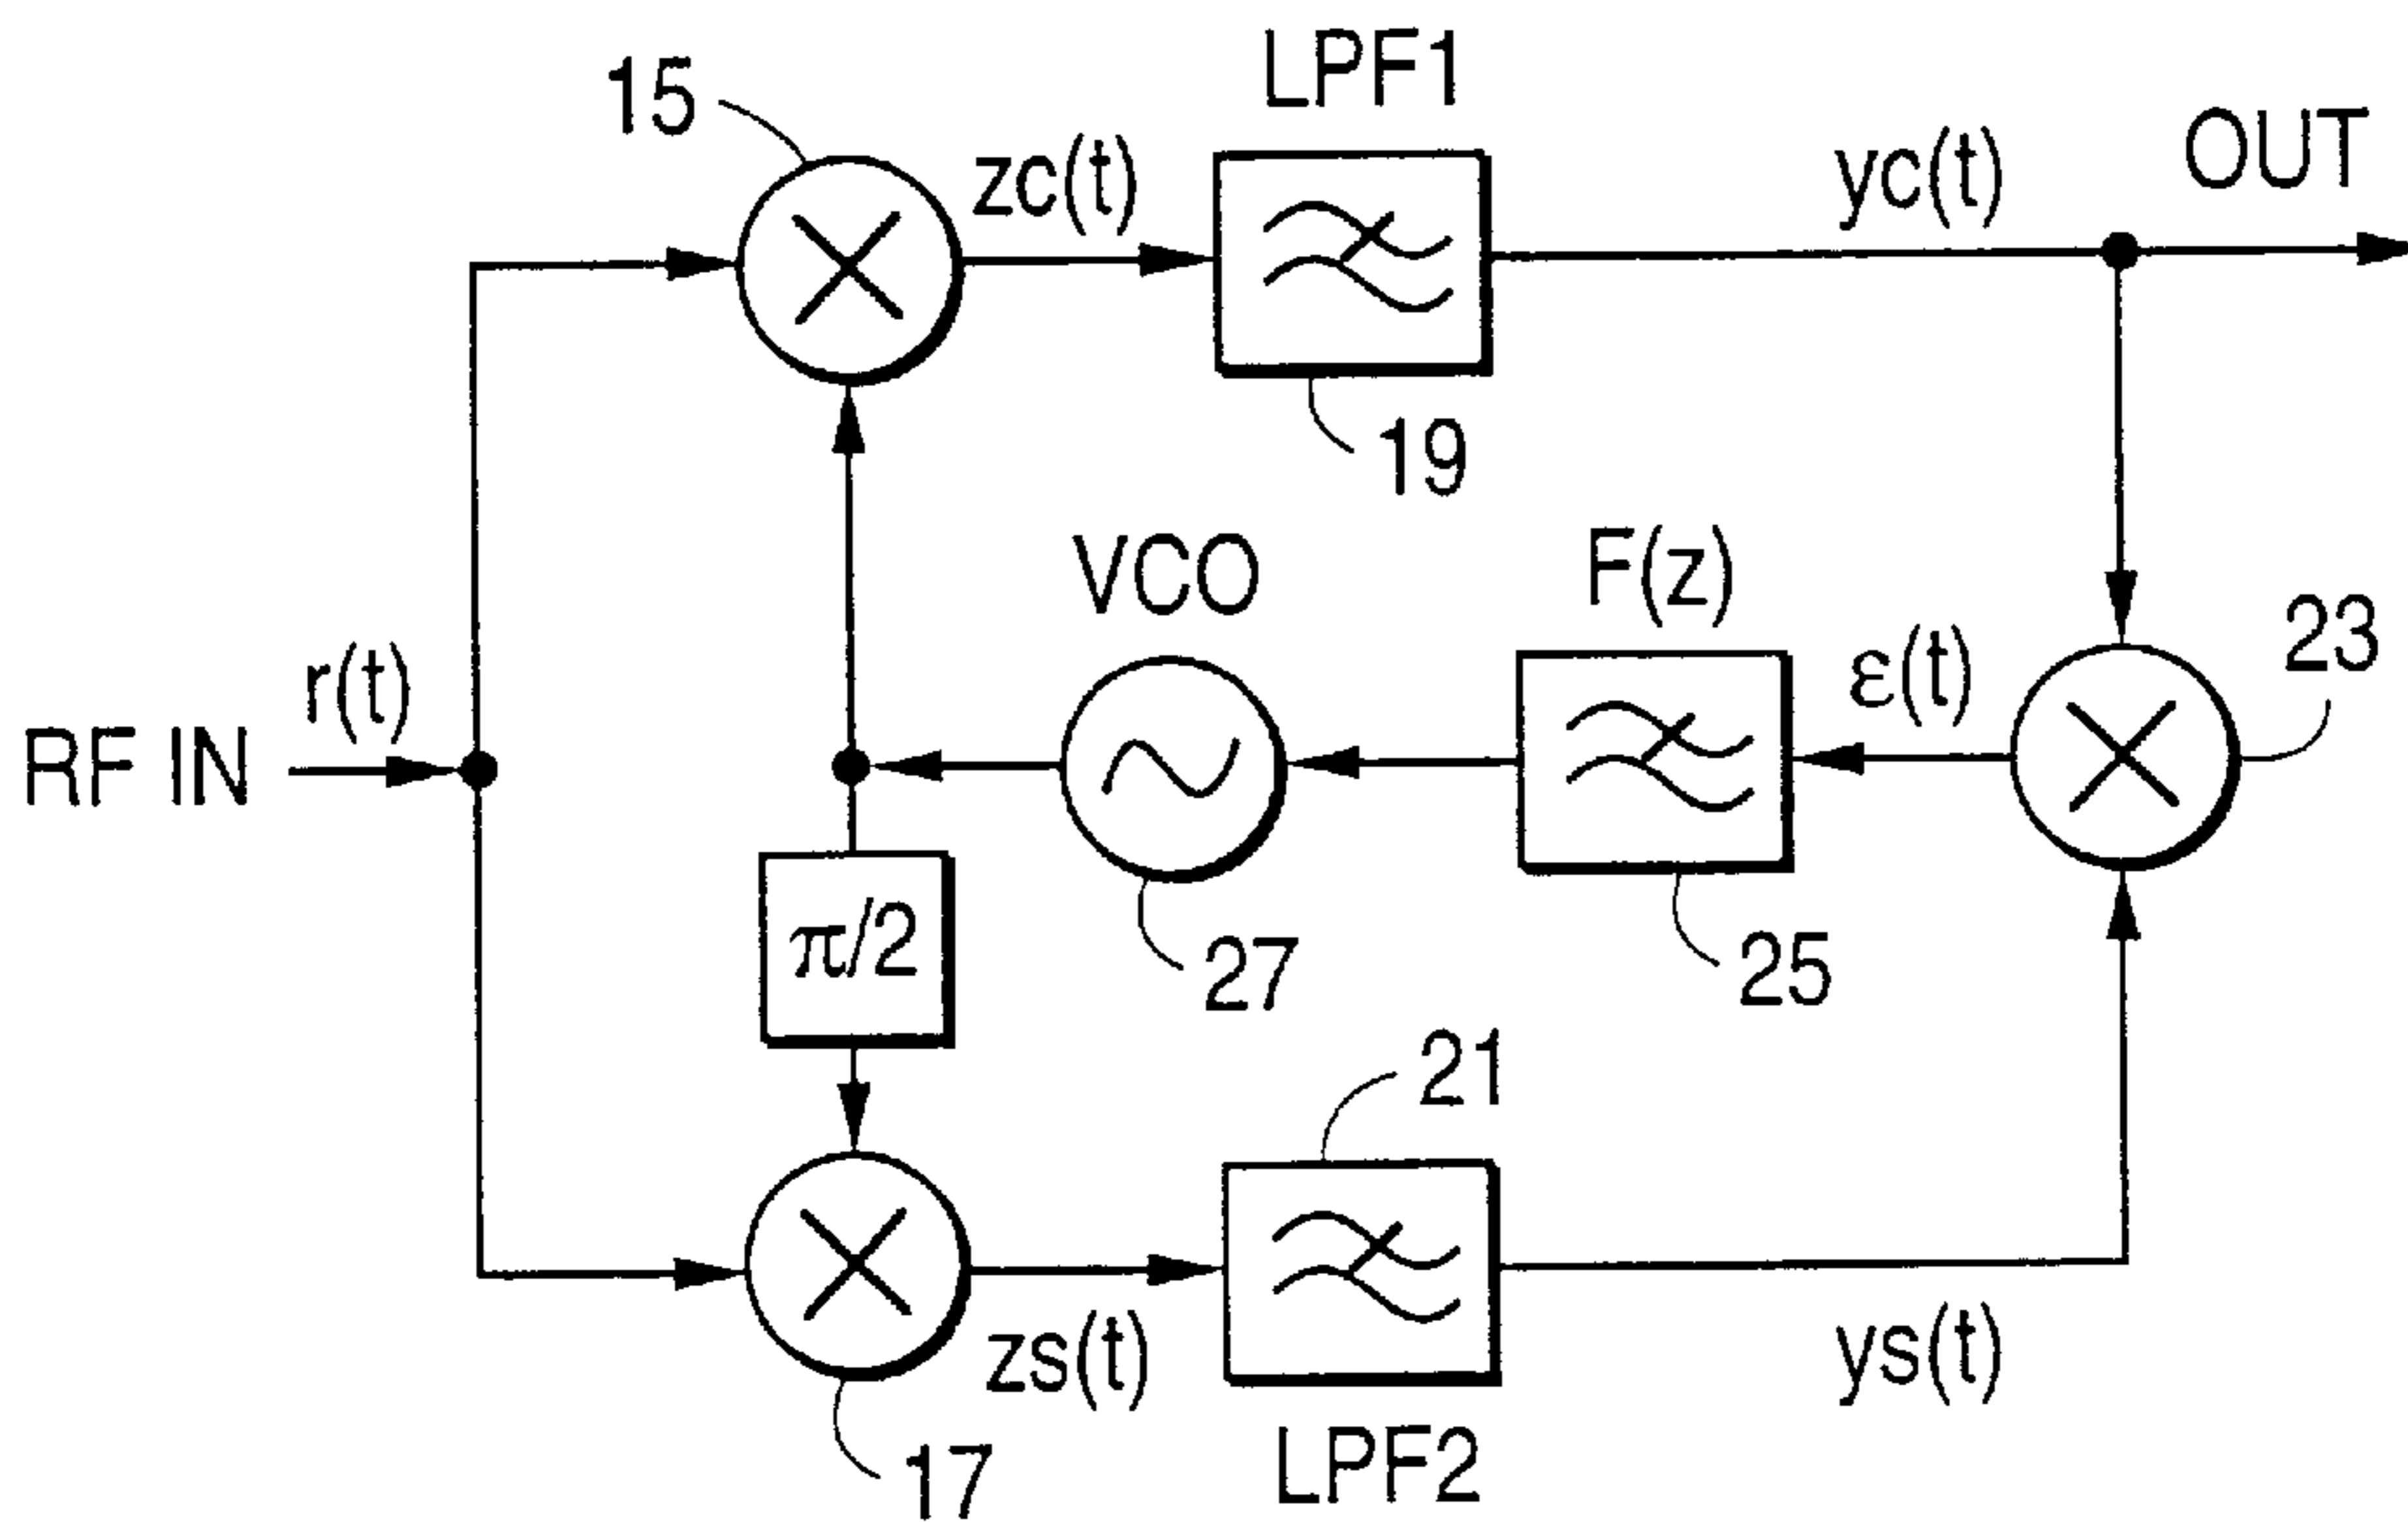 LPF1
15
zc(t)
yc(t)
OUT
19
VCO
F(z)
23
r(t)
ε(t)
RF IN
π/2
27
25
21
zs(t)
ys(t)
17
LPF2